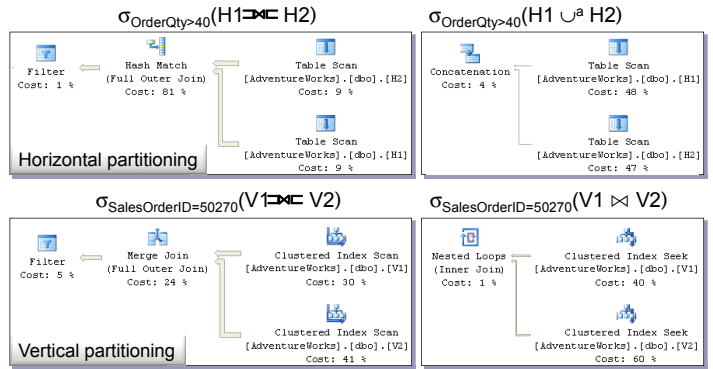 σOrderQty>40(H1⟗H2)
σOrderQty>40(H1 ∪ᵃ H2)
Filter
Cost: 1 %
Hash Match
(Full Outer Join)
Cost: 81 %
Table Scan
[AdventureWorks].[dbo].[H2]
Cost: 9 %
Table Scan
[AdventureWorks].[dbo].[H1]
Cost: 9 %
Horizontal partitioning
Concatenation
Cost: 4 %
Table Scan
[AdventureWorks].[dbo].[H1]
Cost: 48 %
Table Scan
[AdventureWorks].[dbo].[H2]
Cost: 47 %
σSalesOrderID=50270(V1⟗ V2)
σSalesOrderID=50270(V1 ⋈ V2)
Filter
Cost: 5 %
Merge Join
(Full Outer Join)
Cost: 24 %
Clustered Index Scan
[AdventureWorks].[dbo].[V1]
Cost: 30 %
Clustered Index Scan
[AdventureWorks].[dbo].[V2]
Cost: 41 %
Vertical partitioning
Nested Loops
(Inner Join)
Cost: 1 %
Clustered Index Seek
[AdventureWorks].[dbo].[V1]
Cost: 40 %
Clustered Index Seek
[AdventureWorks].[dbo].[V2]
Cost: 60 %